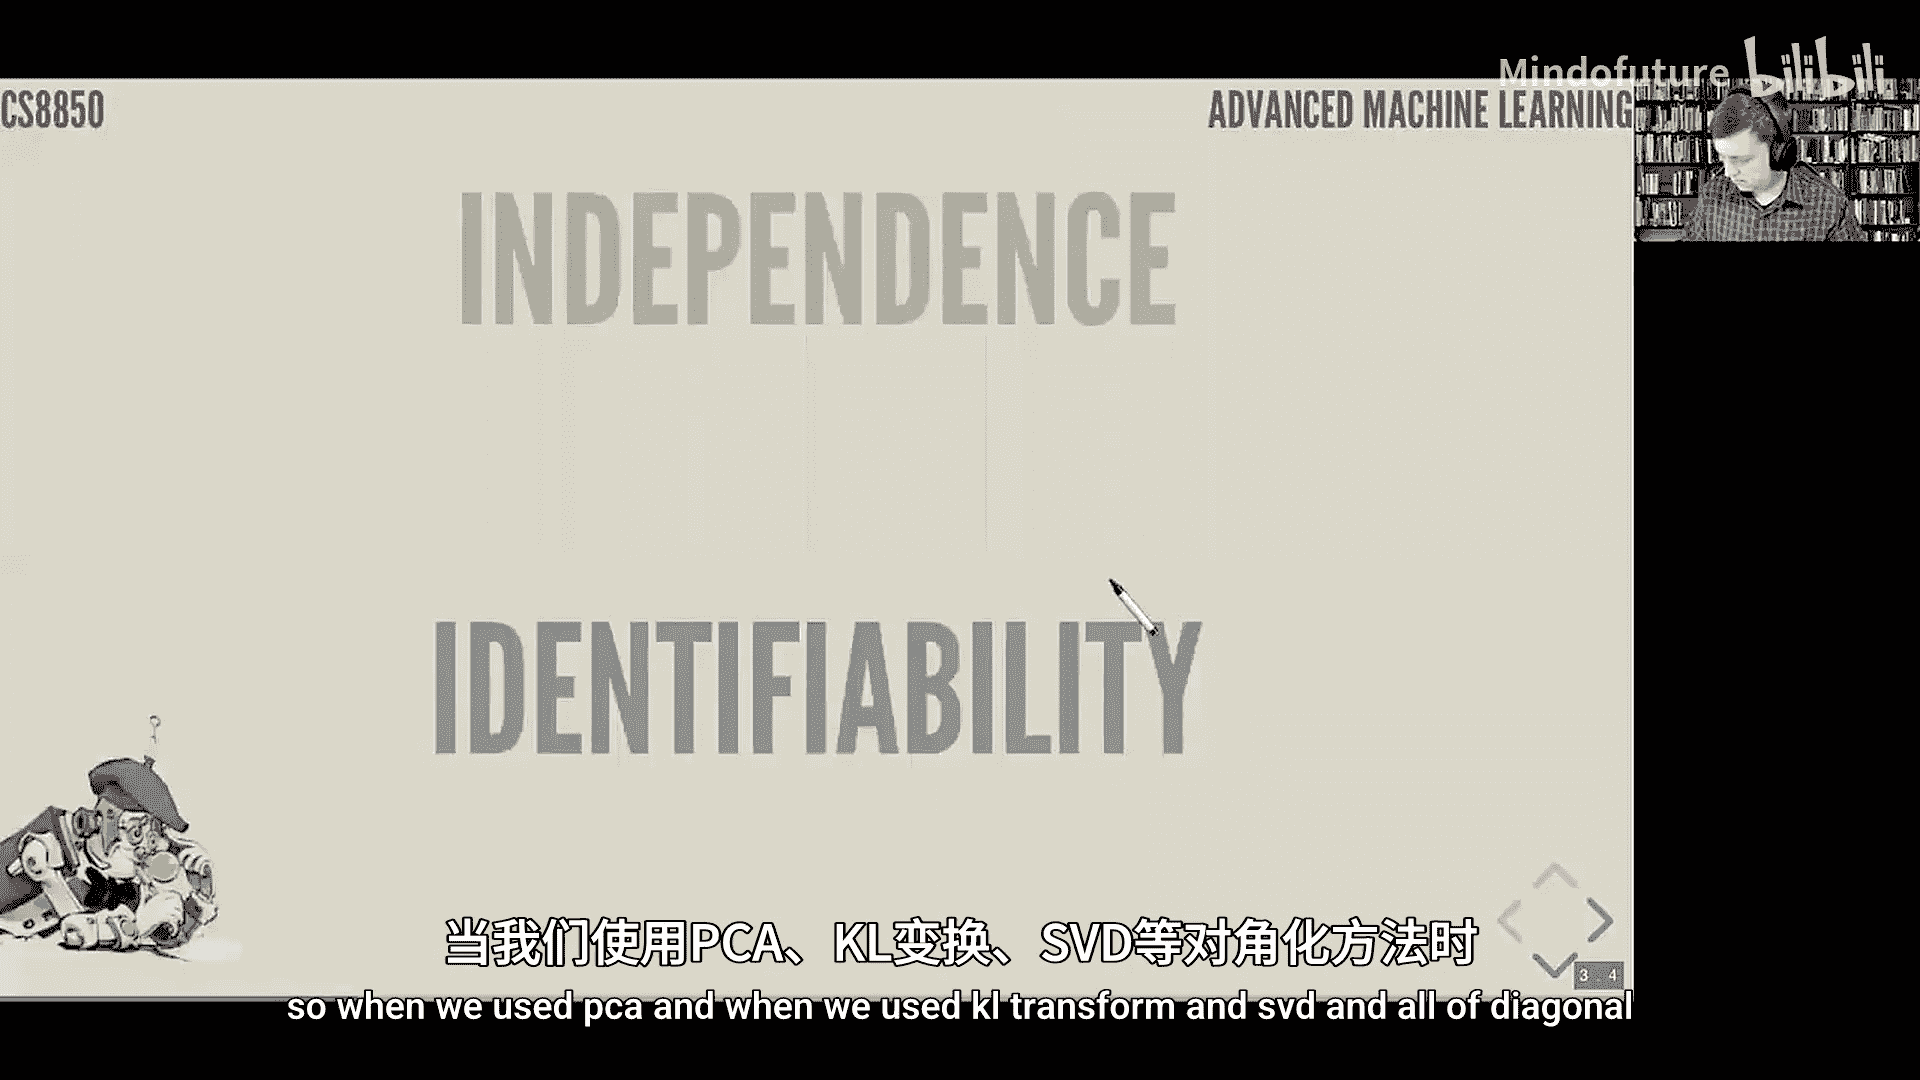 Mindofuture bilibili
CS8850
ADVANCED MACHINE LEARNING
INDEPENDENCE
IDENTIFIABILITY
当我们使用PCA、KL变换、SVD等对角化方法时
3 4
so when we used pca and when we used kl transform and svd and all of diagonal